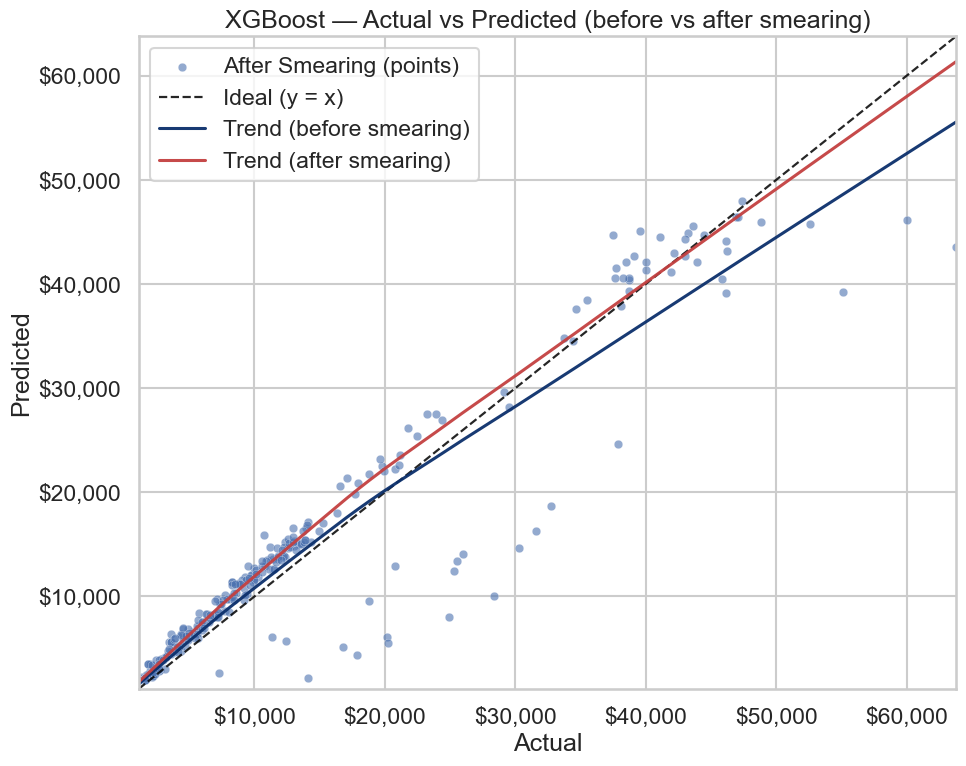 XGBoost — Actual vs Predicted (before vs after smearing)
After Smearing (points)
Ideal (y = x)
Trend (before smearing)
Trend (after smearing)
Predicted
$60,000
$50,000
$40,000
$30,000
$20,000
$10,000
$10,000 $20,000 $30,000 $40,000 $50,000 $60,000
Actual